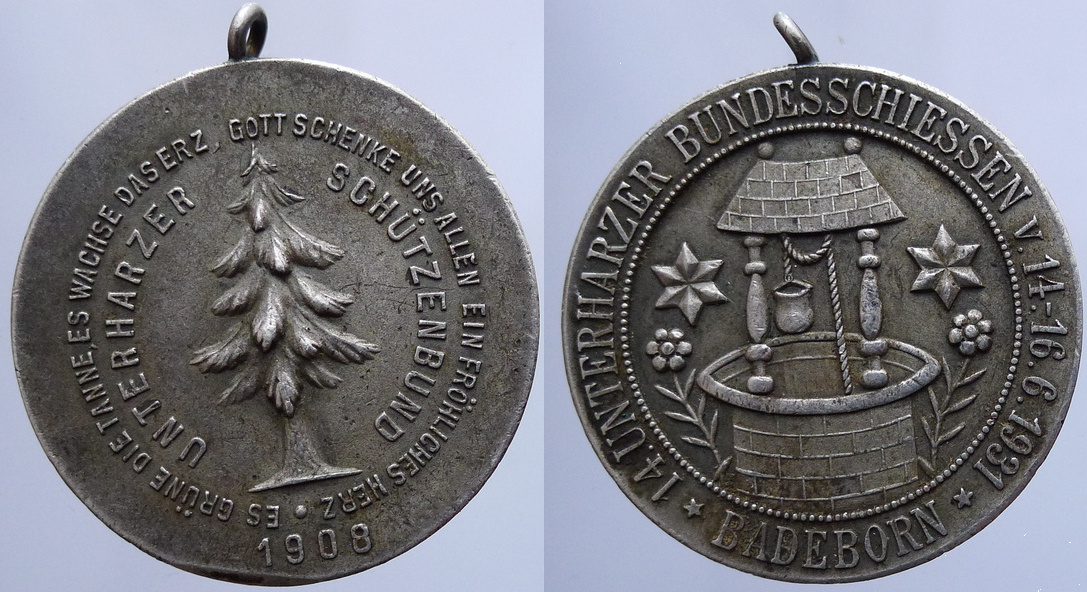 ES GRÜNE DIE TANNE, ES WACHSE DAS ERZ, GOTT SCHENKE UNS ALLEN EIN FRÖHLICHES HERZ
UNTERHARZER SCHÜTZENBUND
1908
14. UNTERHARZER BUNDESSCHIESSEN v. 14.-16. 6. 1931
BADEBORN